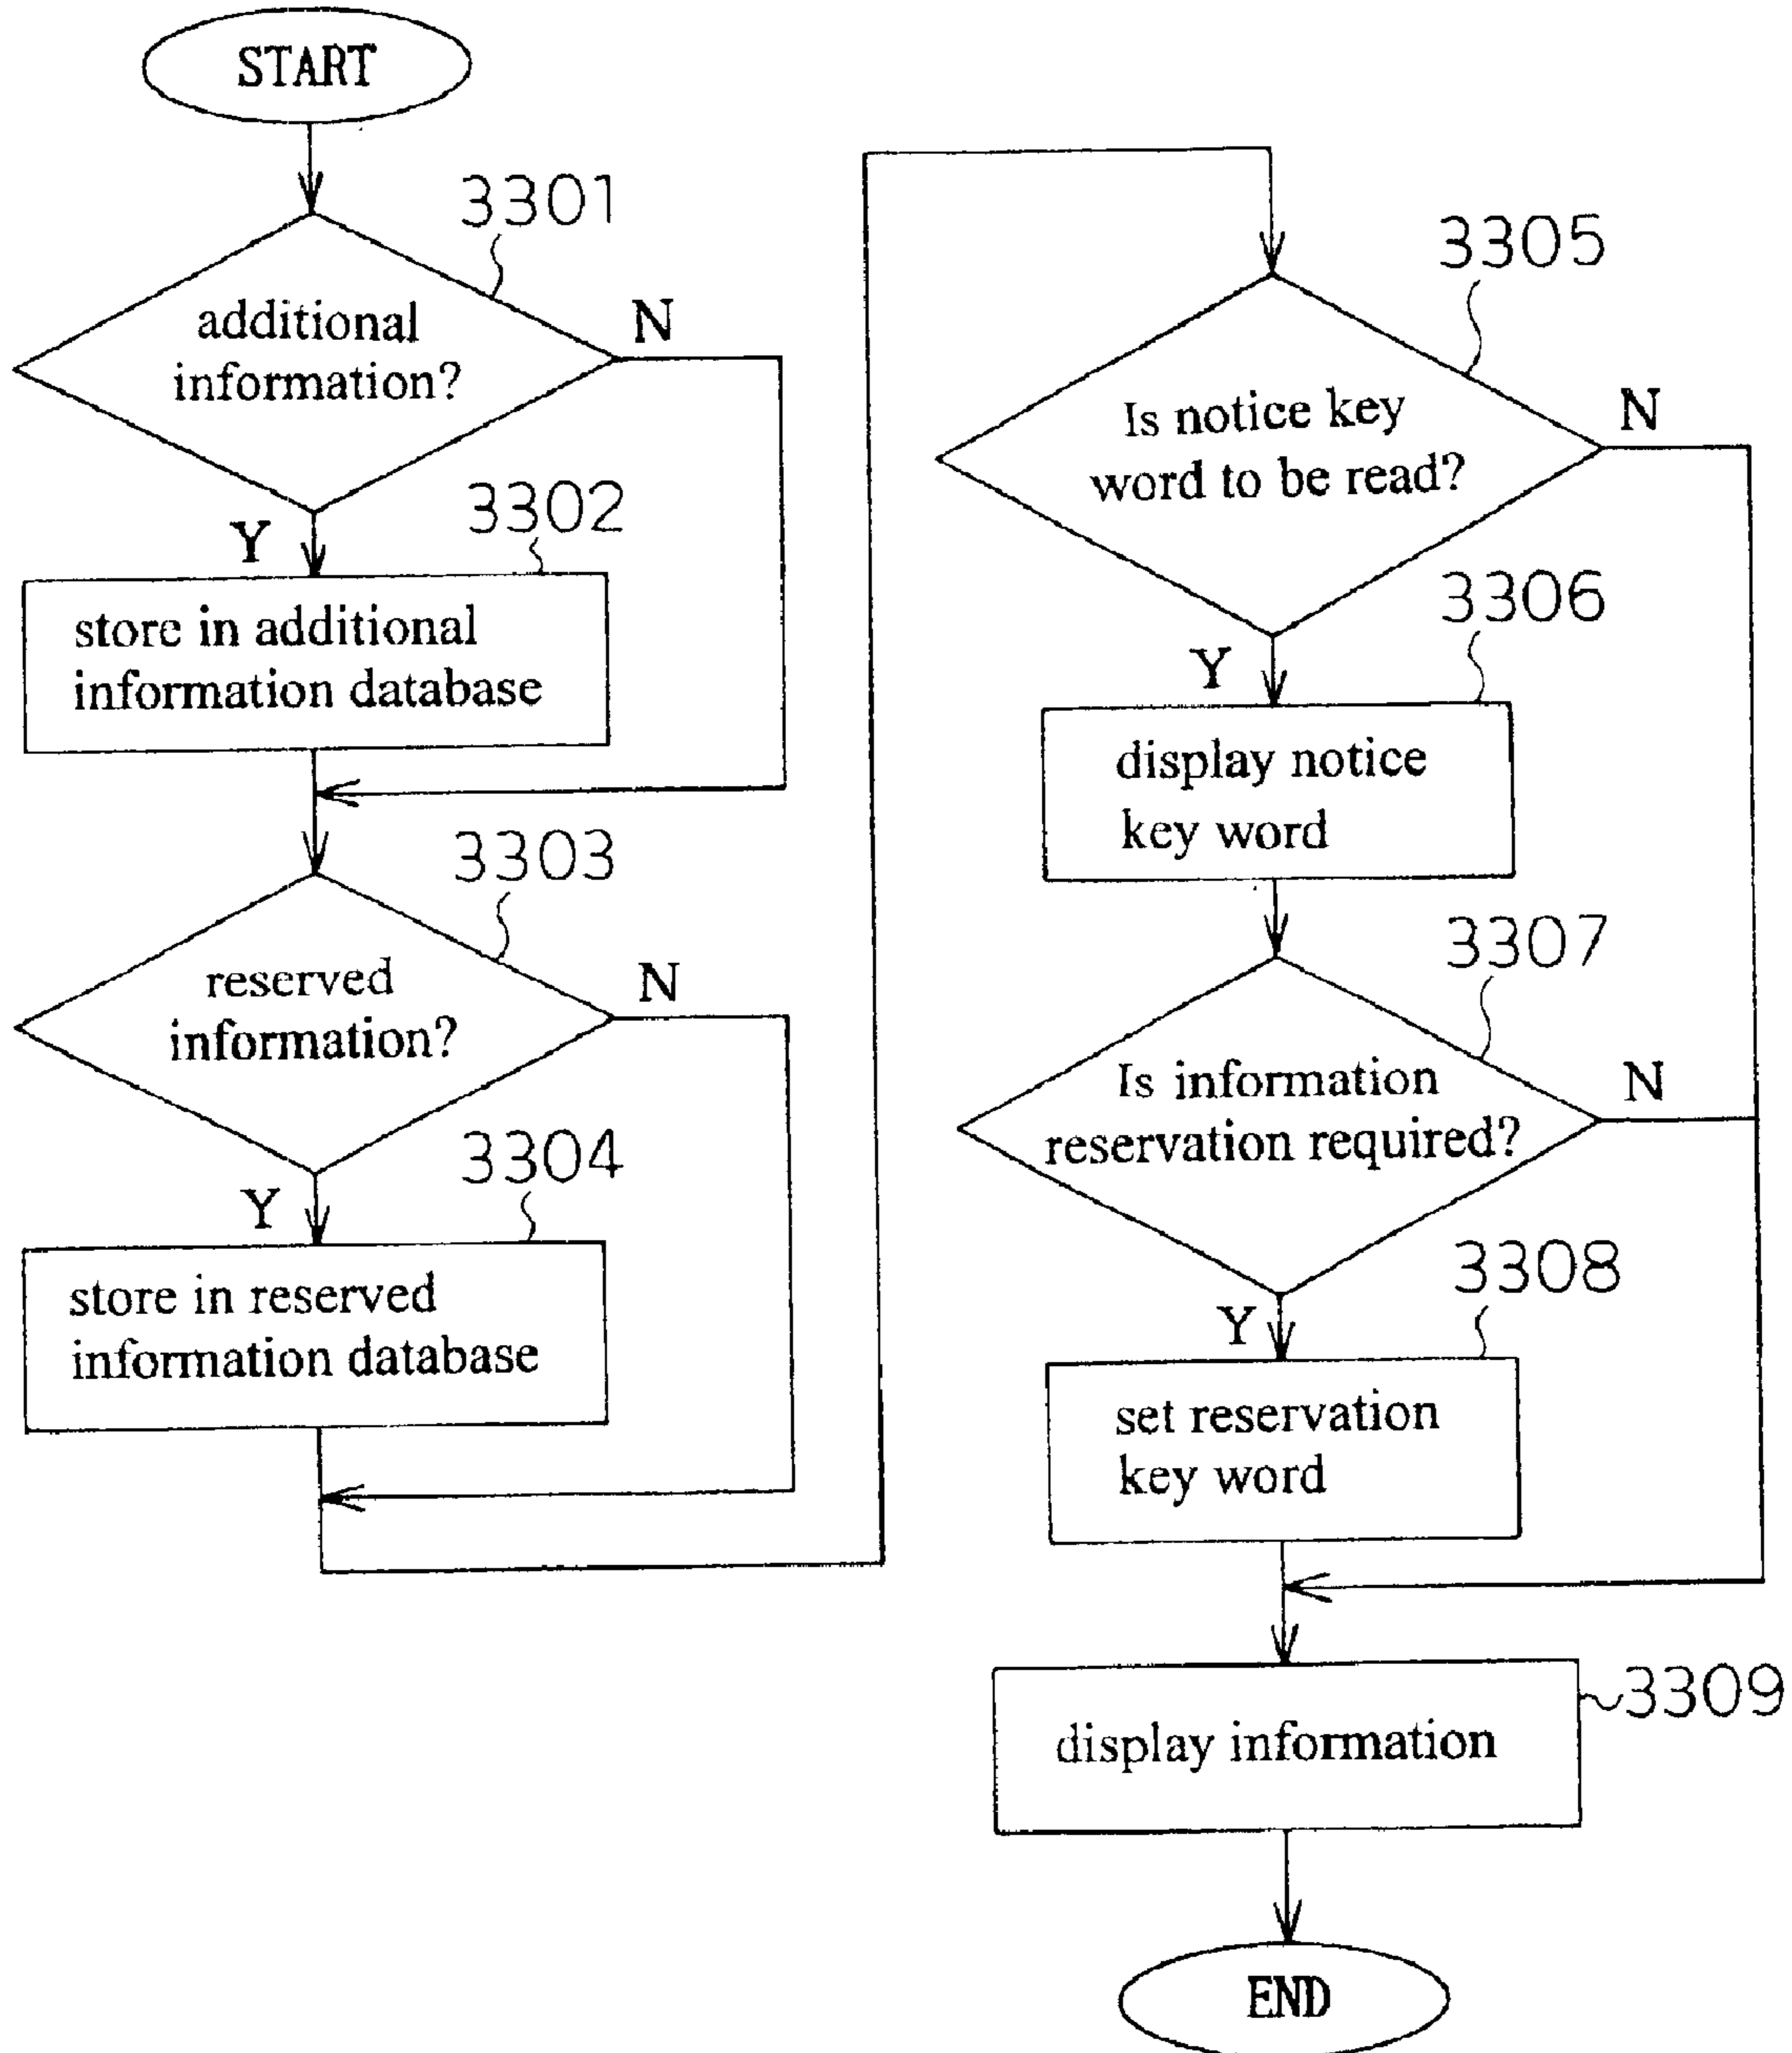 START
3301
additional
information?
N
Y
3302
store in additional
information database
3303
reserved
information?
N
Y
3304
store in reserved
information database
3305
Is notice key
word to be read?
N
Y
3306
display notice
key word
3307
Is information
reservation required?
N
Y
3308
set reservation
key word
3309
display information
END